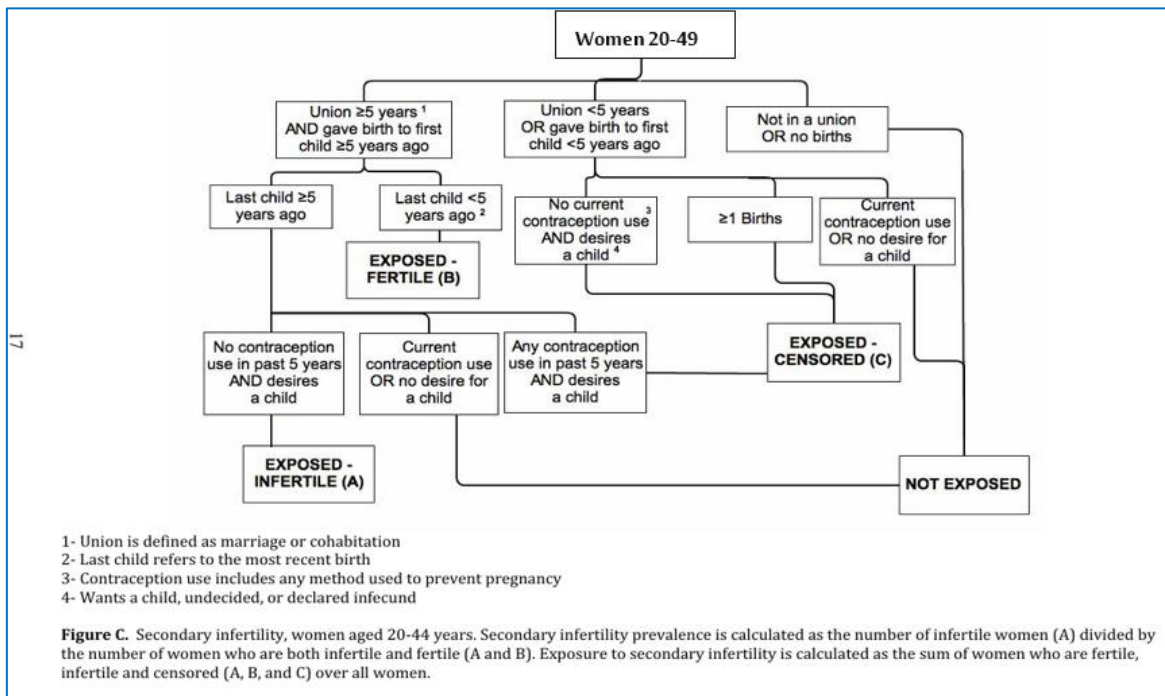 Women 20-49
Union ≥5 years 1
AND gave birth to first
child ≥5 years ago
Union <5 years
OR gave birth to first
child <5 years ago
Not in a union
OR no births
Last child ≥5
years ago
Last child <5
years ago 2
No current 3
contraception use
AND desires
a child 4
≥1 Births
Current
contraception use
OR no desire for
a child
EXPOSED -
FERTILE (B)
No contraception
use in past 5 years
AND desires
a child
Current
contraception use
OR no desire for
a child
Any contraception
use in past 5 years
AND desires
a child
EXPOSED -
CENSORED (C)
EXPOSED -
INFERTILE (A)
NOT EXPOSED
17
1- Union is defined as marriage or cohabitation
2- Last child refers to the most recent birth
3- Contraception use includes any method used to prevent pregnancy
4- Wants a child, undecided, or declared infecund
Figure C. Secondary infertility, women aged 20-44 years. Secondary infertility prevalence is calculated as the number of infertile women (A) divided by
the number of women who are both infertile and fertile (A and B). Exposure to secondary infertility is calculated as the sum of women who are fertile,
infertile and censored (A, B, and C) over all women.